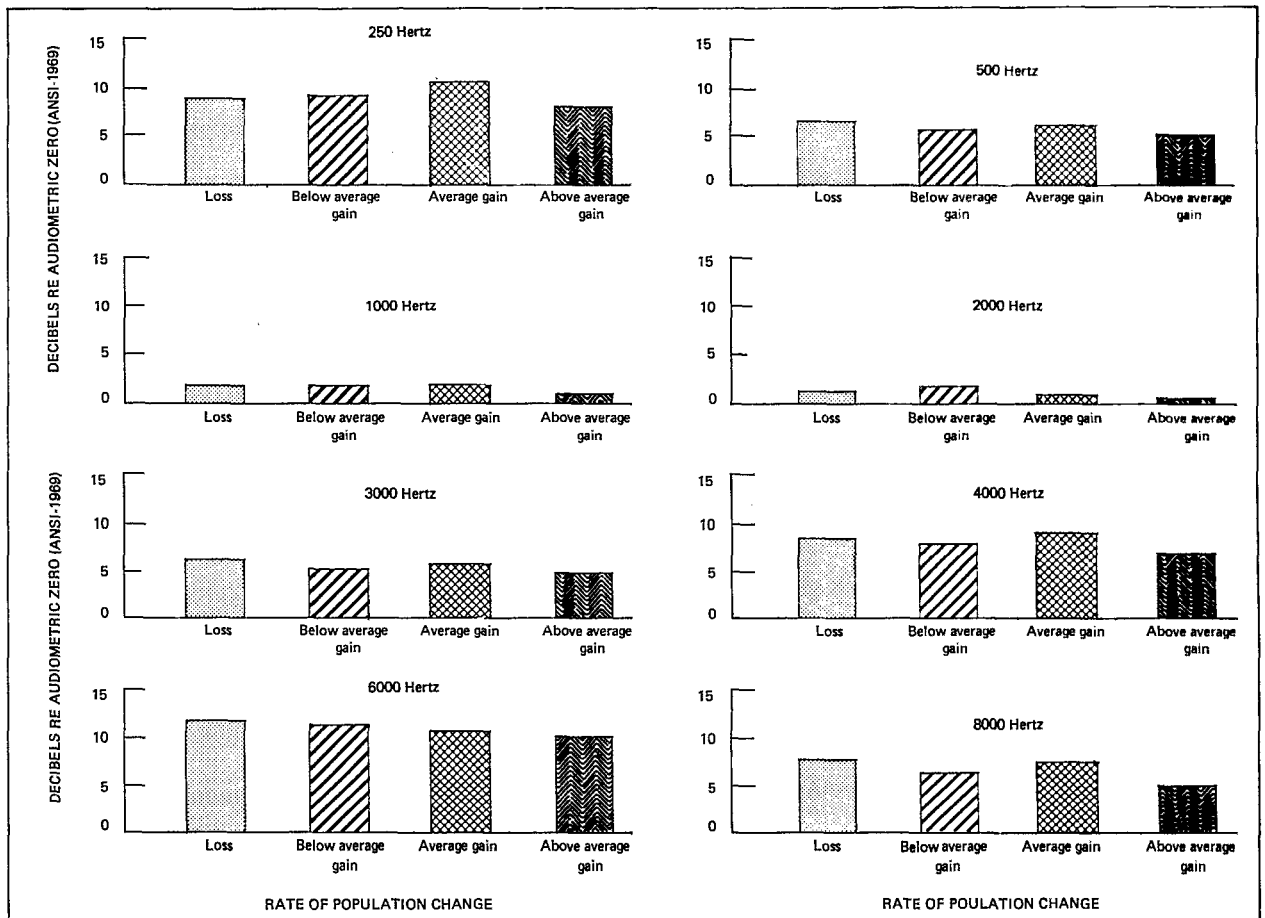 DECIBELS RE AUDIOMETRIC ZERO (ANSI-1969)
250 Hertz
15
10
5
0
Loss
Below average gain
Average gain
Above average gain
500 Hertz
15
10
5
0
Loss
Below average gain
Average gain
Above average gain
1000 Hertz
15
10
5
0
Loss
Below average gain
Average gain
Above average gain
2000 Hertz
15
10
5
0
Loss
Below average gain
Average gain
Above average gain
DECIBELS RE AUDIOMETRIC ZERO (ANSI-1969)
3000 Hertz
15
10
5
0
Loss
Below average gain
Average gain
Above average gain
4000 Hertz
15
10
5
0
Loss
Below average gain
Average gain
Above average gain
6000 Hertz
15
10
5
0
Loss
Below average gain
Average gain
Above average gain
8000 Hertz
15
10
5
0
Loss
Below average gain
Average gain
Above average gain
RATE OF POPULATION CHANGE
RATE OF POULATION CHANGE